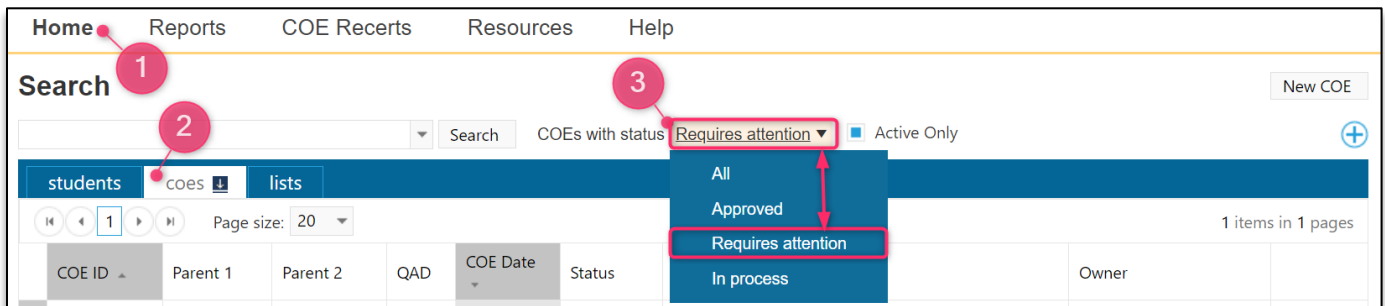 Home Reports COE Recerts Resources Help
1
Search
3
New COE
2
Search COEs with status Requires attention Active Only
students coes lists
All
1 Page size: 20
Approved
1 items in 1 pages
Requires attention
COE ID Parent 1 Parent 2 QAD COE Date Status Owner
In process